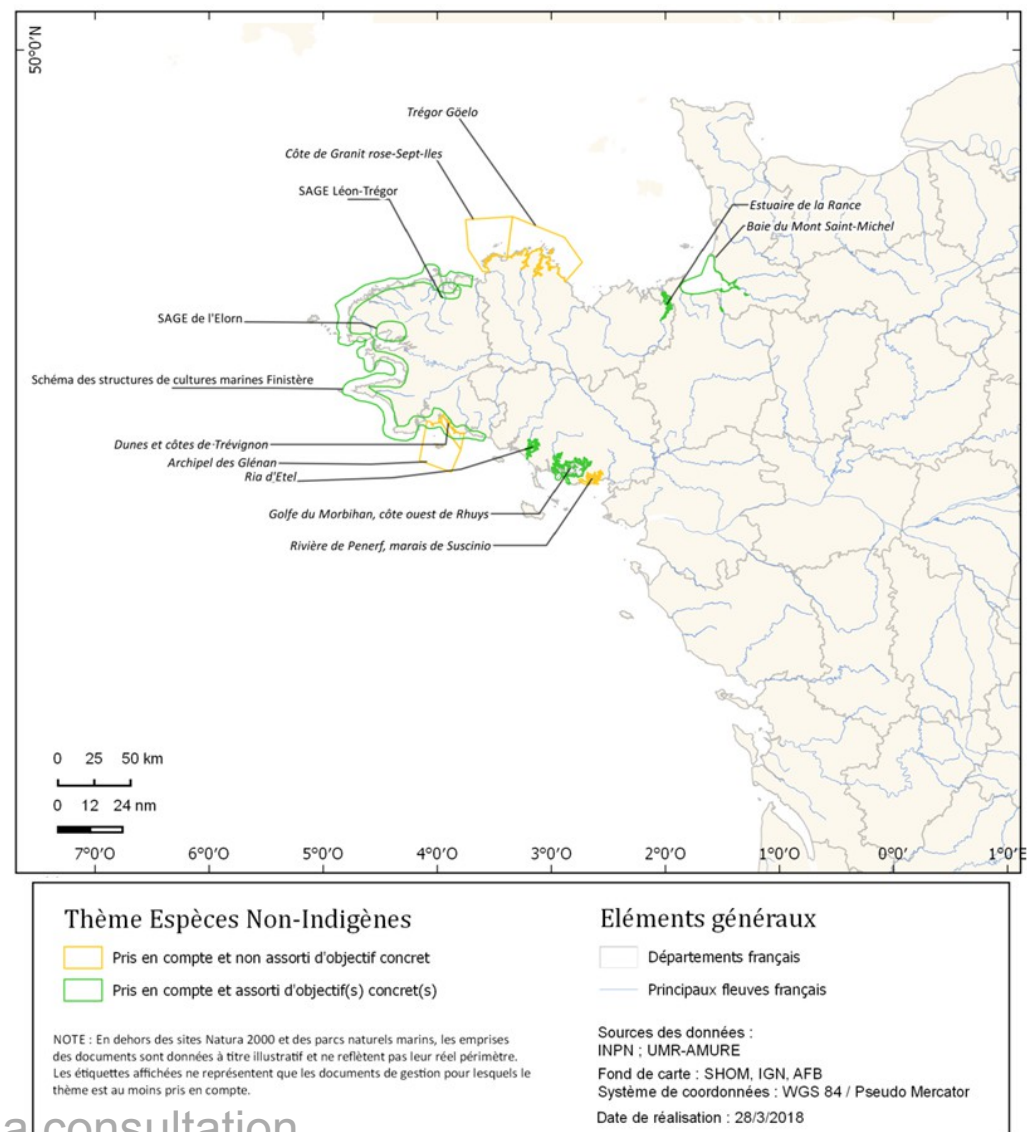 50°0'N
Trégor Göelo
Côte de Granit rose-Sept-Iles
SAGE Léon-Trégor
Estuaire de la Rance
Baie du Mont Saint-Michel
SAGE de l'Elorn
Schéma des structures de cultures marines Finistère
Dunes et côtes de Trévignon
Archipel des Glénan
Ria d'Etel
Golfe du Morbihan, côte ouest de Rhuys
Rivière de Penerf, marais de Suscinio
0 25 50 km
0 12 24 nm
7°0'O 6°0'O 5°0'O 4°0'O 3°0'O 2°0'O 1°0'O 0°0'O 1°0'E
Thème Espèces Non-Indigènes
Pris en compte et non assorti d'objectif concret
Pris en compte et assorti d'objectif(s) concret(s)
NOTE : En dehors des sites Natura 2000 et des parcs naturels marins, les emprises
des documents sont données à titre illustratif et ne reflètent pas leur réel périmètre.
Les étiquettes affichées ne représentent que les documents de gestion pour lesquels le
thème est au moins pris en compte.
Eléments généraux
Départements français
Principaux fleuves français
Sources des données :
INPN ; UMR-AMURE
Fond de carte : SHOM, IGN, AFB
Système de coordonnées : WGS 84 / Pseudo Mercator
Date de réalisation : 28/3/2018
a consultation